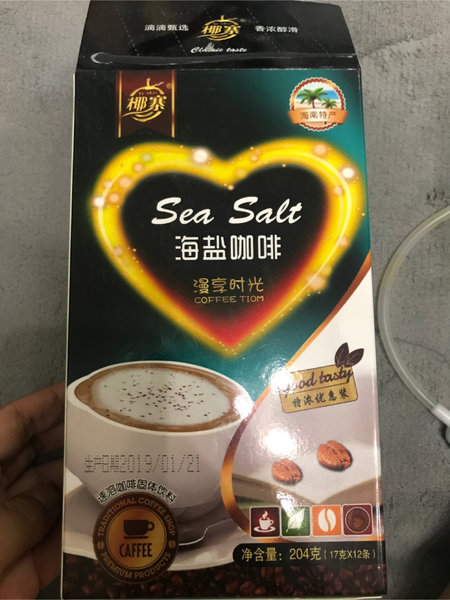 滴滴甄选 椰寨 香浓醇滑
Classic taste
椰寨®
海南特产
Sea Salt
海盐咖啡
漫享时光
COFFEE TIOM
good tasty
特浓优惠装
生产日期2019/01/21
速溶咖啡固体饮料
TRADITIONAL COFFEE SHOP
CAFFEE
PREMIUM PRODUCTS
净含量: 204克 (17克X12条)